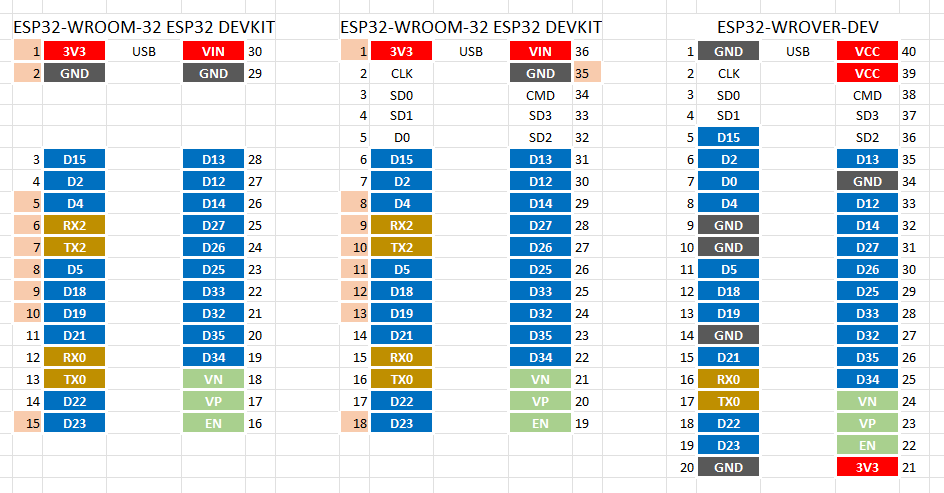 ESP32-WROOM-32 ESP32 DEVKIT ESP32-WROOM-32 ESP32 DEVKIT ESP32-WROVER-DEV
1 3V3 USB VIN 30 1 3V3 USB VIN 36 1 GND USB VCC 40
2 GND GND 29 2 CLK GND 35 2 CLK VCC 39
3 SD0 CMD 34 3 SD0 CMD 38
4 SD1 SD3 33 4 SD1 SD3 37
5 D0 SD2 32 5 D15 SD2 36
3 D15 D13 28 6 D15 D13 31 6 D2 D13 35
4 D2 D12 27 7 D2 D12 30 7 D0 GND 34
5 D4 D14 26 8 D4 D14 29 8 D4 D12 33
6 RX2 D27 25 9 RX2 D27 28 9 GND D14 32
7 TX2 D26 24 10 TX2 D26 27 10 GND D27 31
8 D5 D25 23 11 D5 D25 26 11 D5 D26 30
9 D18 D33 22 12 D18 D33 25 12 D18 D25 29
10 D19 D32 21 13 D19 D32 24 13 D19 D33 28
11 D21 D35 20 14 D21 D35 23 14 GND D32 27
12 RX0 D34 19 15 RX0 D34 22 15 D21 D35 26
13 TX0 VN 18 16 TX0 VN 21 16 RX0 D34 25
14 D22 VP 17 17 D22 VP 20 17 TX0 VN 24
15 D23 EN 16 18 D23 EN 19 18 D22 VP 23
19 D23 EN 22
20 GND 3V3 21